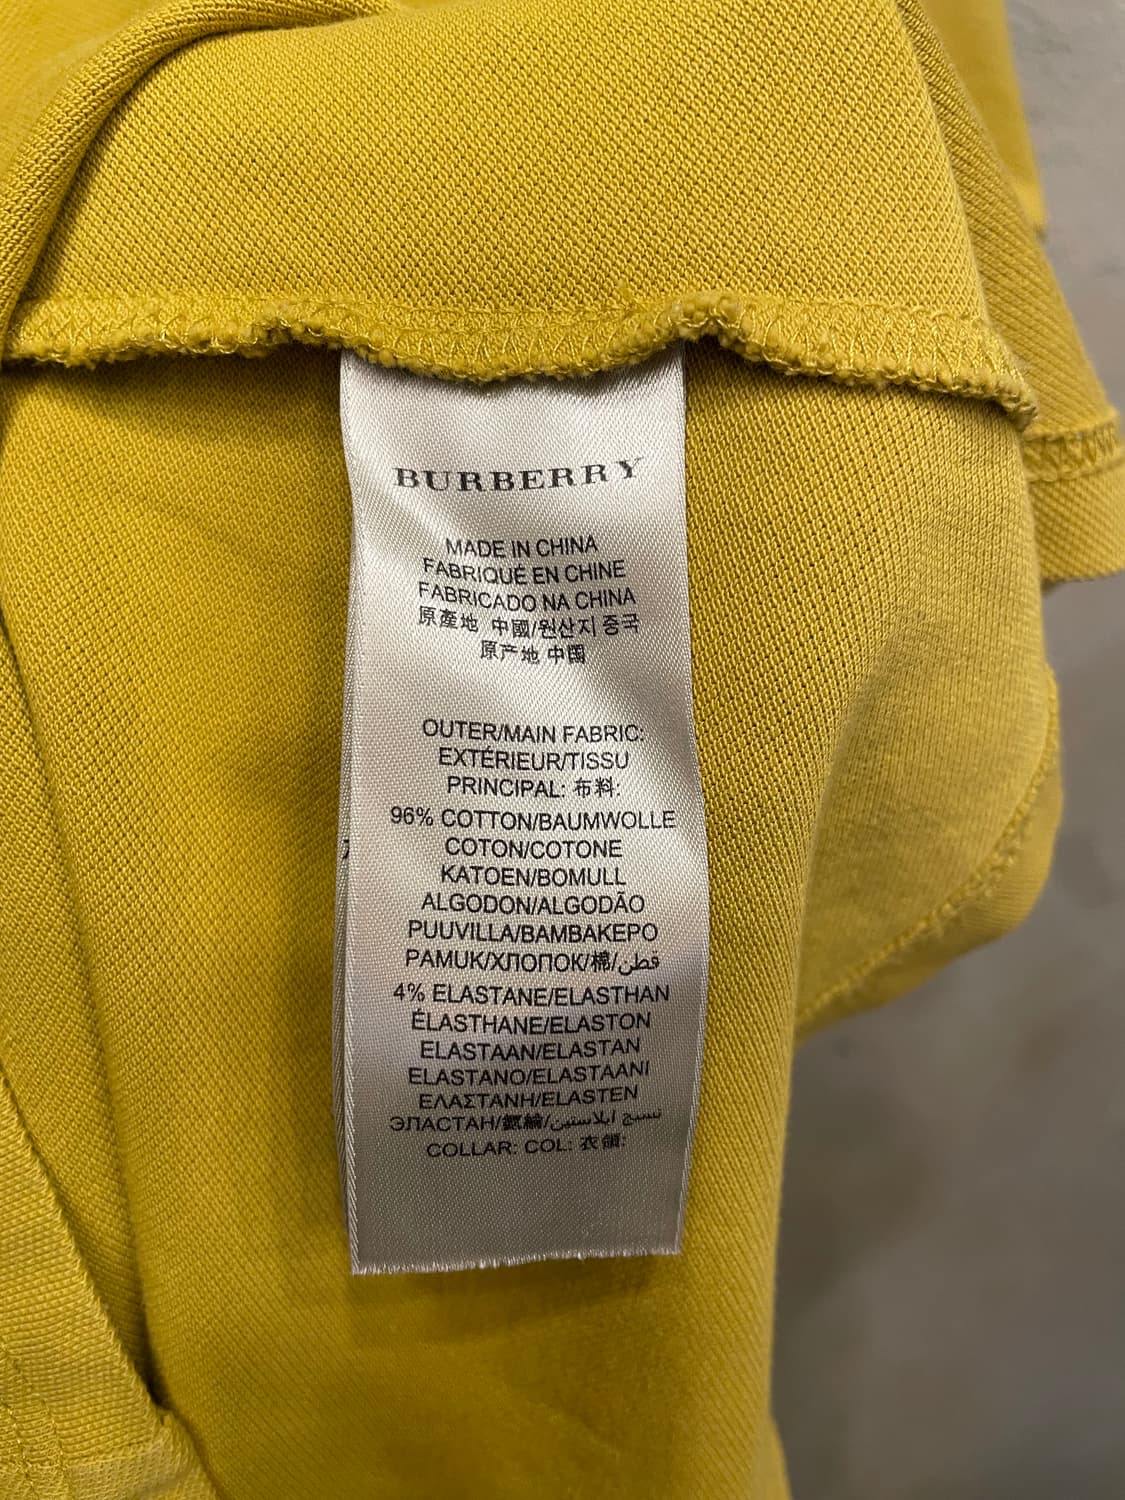 BURBERRY
MADE IN CHINA
FABRIQUÉ EN CHINE
FABRICADO NA CHINA
原產地 中國/원산지 중국
原产地 中国
OUTER/MAIN FABRIC:
EXTÉRIEUR/TISSU
PRINCIPAL: 布料:
96% COTTON/BAUMWOLLE
COTON/COTONE
KATOEN/BOMULL
ALGODON/ALGODÃO
PUUVILLA/BAMBAKEPO
PAMUK/ХЛОПОК/棉/قطن
4% ELASTANE/ELASTHAN
ÉLASTHANE/ELASTON
ELASTAAN/ELASTAN
ELASTANO/ELASTAANI
ΕΛΑΣΤΑΝΗ/ELASTEN
ЭЛАСТАН/氨綸/نسيج ايلاستين
COLLAR: COL: 衣領: